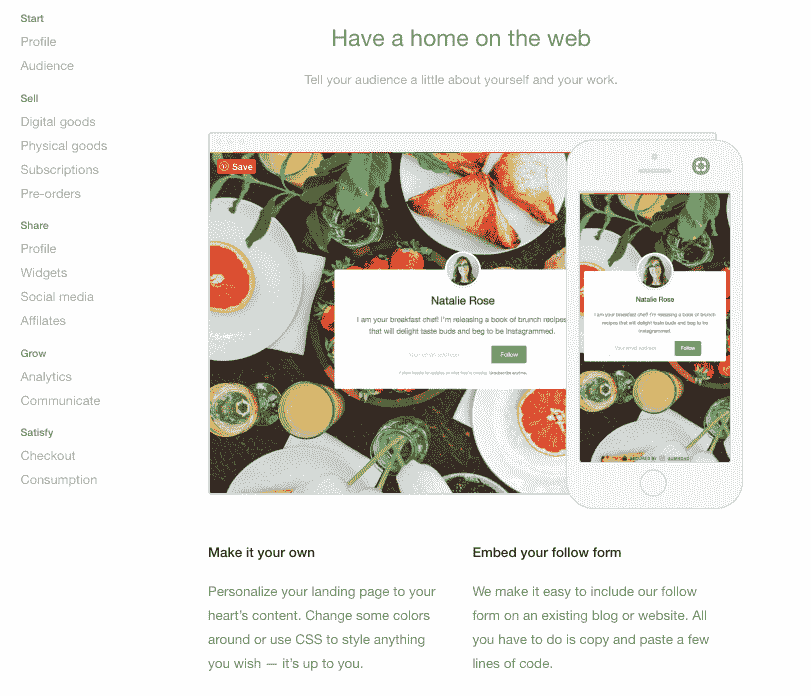 Start
Profile
Audience
Sell
Digital goods
Physical goods
Subscriptions
Pre-orders
Share
Profile
Widgets
Social media
Affilates
Grow
Analytics
Communicate
Satisfy
Checkout
Consumption
Have a home on the web
Tell your audience a little about yourself and your work.
Save
Natalie Rose
I am your breakfast chef! I'm releasing a book of brunch recipes
that will delight taste buds and beg to be Instagrammed.
Your email address
Follow
Natalie Rose
I am your breakfast chef! I'm releasing a book of brunch
recipes that will delight taste buds and beg to be
Instagrammed.
Your email address
Follow
Make it your own
Personalize your landing page to your
heart's content. Change some colors
around or use CSS to style anything
you wish — it's up to you.
Embed your follow form
We make it easy to include our follow
form on an existing blog or website. All
you have to do is copy and paste a few
lines of code.